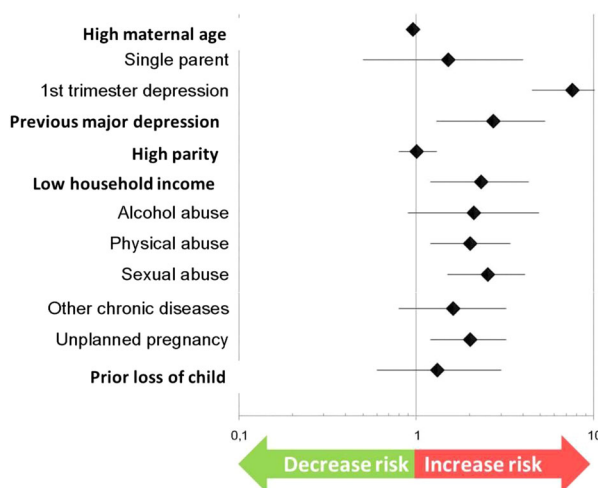 High maternal age
Single parent
1st trimester depression
Previous major depression
High parity
Low household income
Alcohol abuse
Physical abuse
Sexual abuse
Other chronic diseases
Unplanned pregnancy
Prior loss of child
0,1 1 10
Decrease risk Increase risk